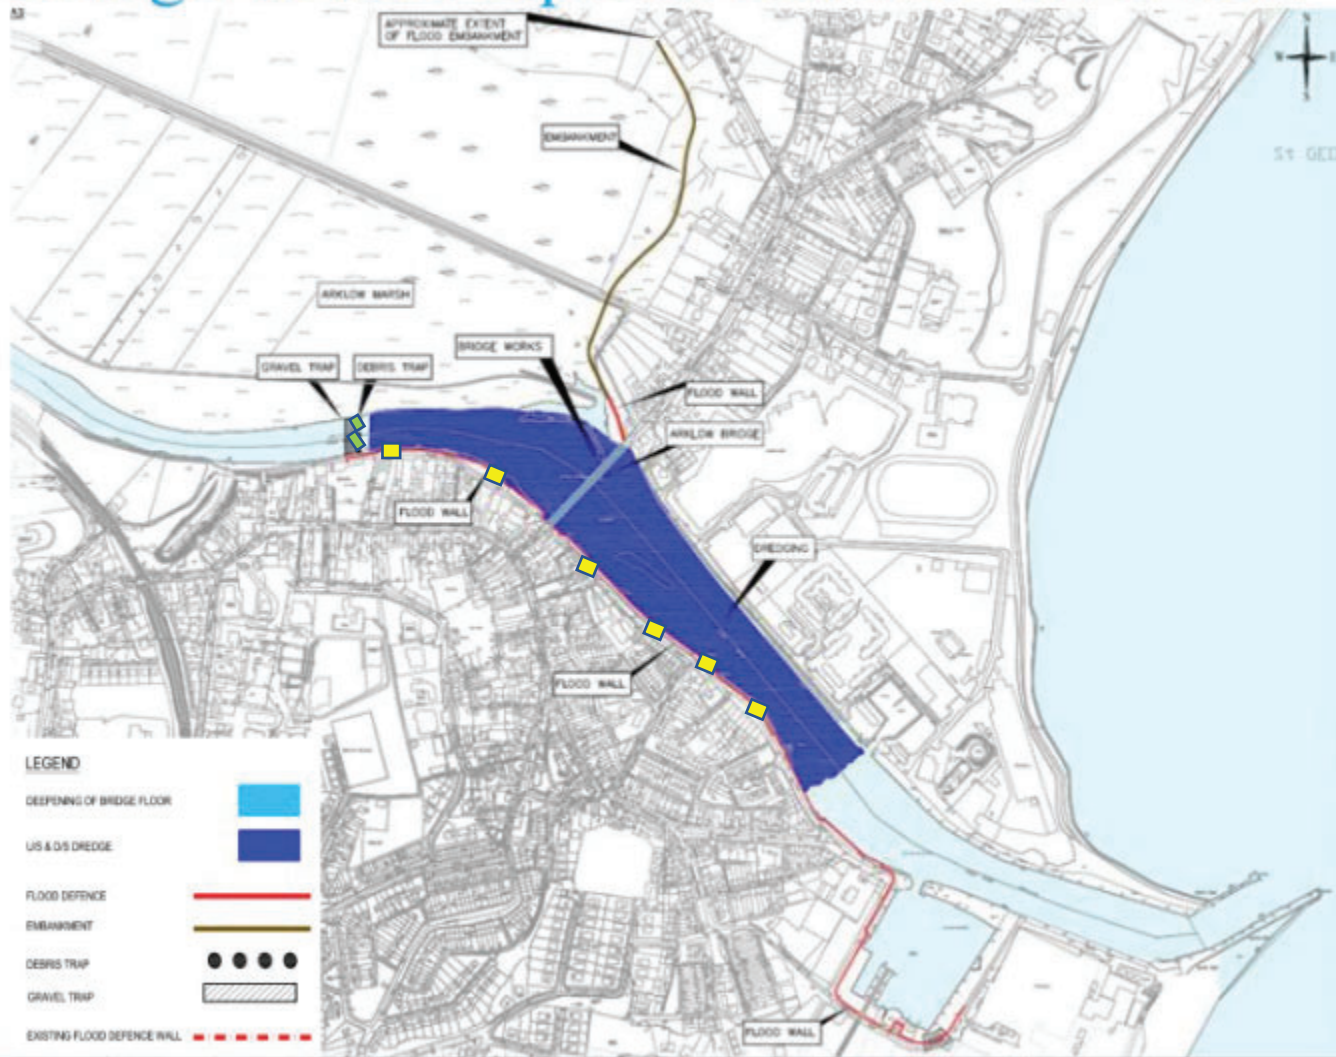 APPROXIMATE EXTENT
OF FLOOD EMBANKMENT
N
W
S
EMBANKMENT
ARKLOW MARSH
BRIDGE WORKS
GRAVEL TRAP
DEBRIS TRAP
FLOOD WALL
ARKLOW BRIDGE
FLOOD WALL
DREDGING
FLOOD WALL
LEGEND
DEEPENING OF BRIDGE FLOOR
U/S & D/S DREDGE
FLOOD DEFENCE
EMBANKMENT
DEBRIS TRAP
GRAVEL TRAP
EXISTING FLOOD DEFENCE WALL
FLOOD WALL